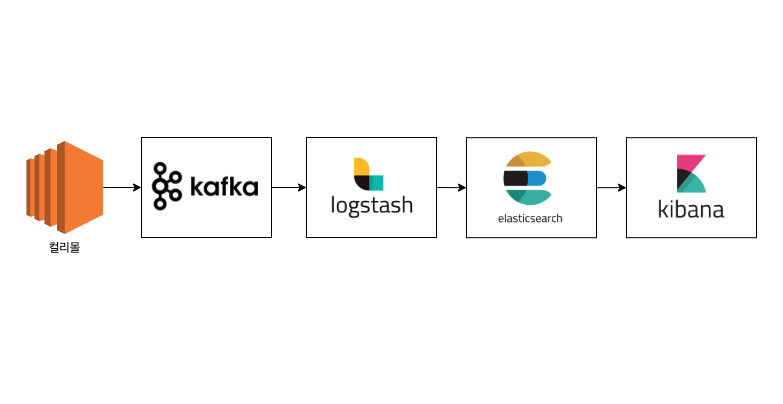 컬리몰
kafka
logstash
elasticsearch
kibana